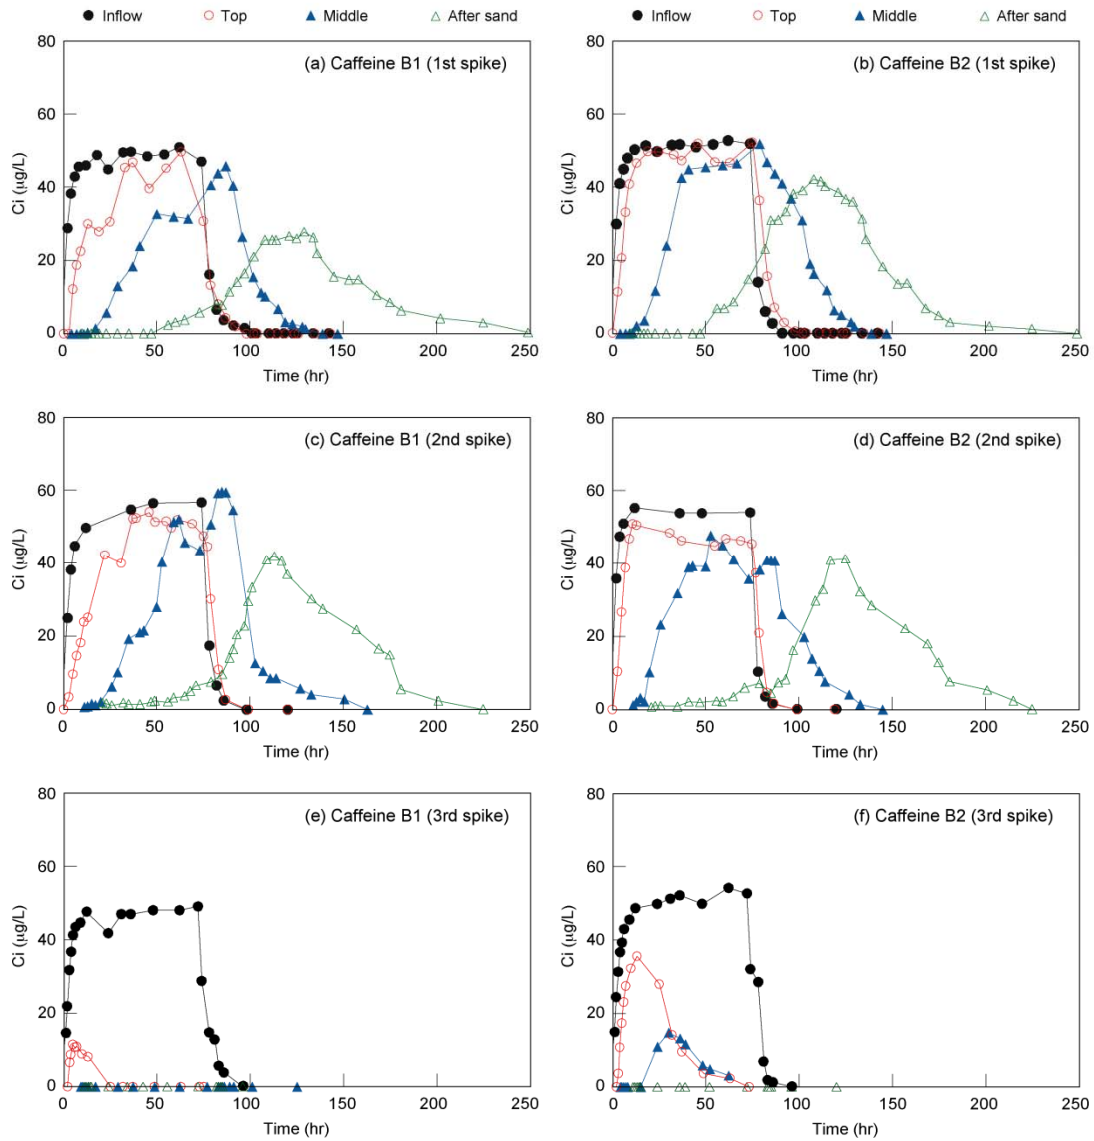 Inflow Top Middle After sand Inflow Top Middle After sand
80 80
(a) Caffeine B1 (1st spike) (b) Caffeine B2 (1st spike)
60 60
Ci (µg/L) Ci (µg/L)
40 40
20 20
0 0
0 50 100 150 200 250 0 50 100 150 200 250
Time (hr) Time (hr)
80 80
(c) Caffeine B1 (2nd spike) (d) Caffeine B2 (2nd spike)
60 60
Ci (µg/L) Ci (µg/L)
40 40
20 20
0 0
0 50 100 150 200 250 0 50 100 150 200 250
Time (hr) Time (hr)
80 80
(e) Caffeine B1 (3rd spike) (f) Caffeine B2 (3rd spike)
60 60
Ci (µg/L) Ci (µg/L)
40 40
20 20
0 0
0 50 100 150 200 250 0 50 100 150 200 250
Time (hr) Time (hr)